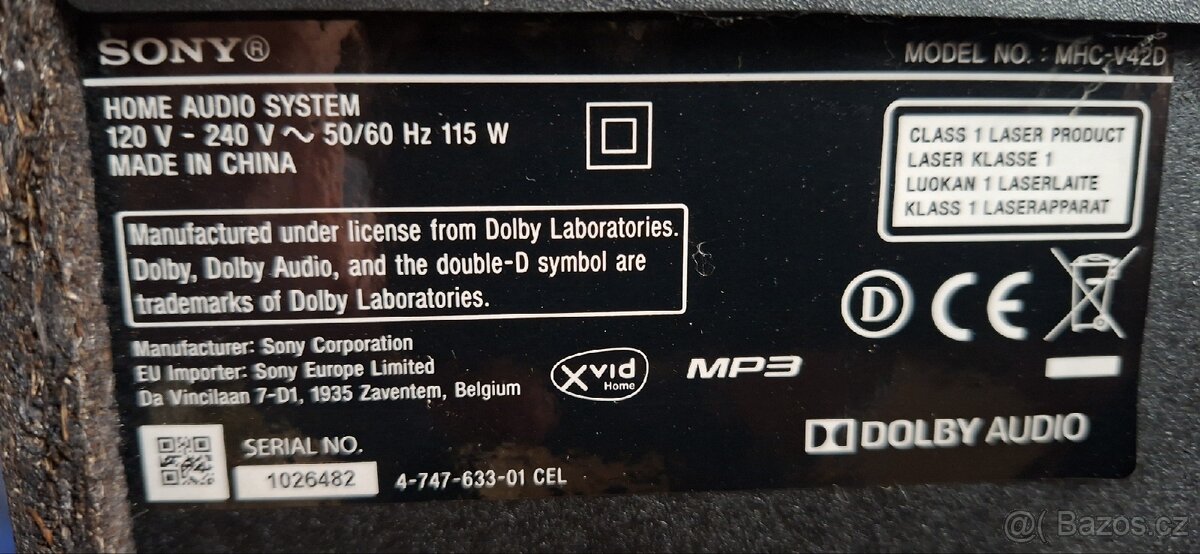 SONY®
MODEL NO. : MHC-V42D
HOME AUDIO SYSTEM
120 V - 240 V ~ 50/60 Hz 115 W
MADE IN CHINA
CLASS 1 LASER PRODUCT
LASER KLASSE 1
LUOKAN 1 LASERLAITE
KLASS 1 LASERAPPARAT
Manufactured under license from Dolby Laboratories.
Dolby, Dolby Audio, and the double-D symbol are
trademarks of Dolby Laboratories.
D
CE
Manufacturer: Sony Corporation
EU Importer: Sony Europe Limited
Da Vincilaan 7-D1, 1935 Zaventem, Belgium
Xvid
Home
MP3
DOLBY AUDIO
SERIAL NO.
1026482
4-747-633-01 CEL
@( Bazos.cz